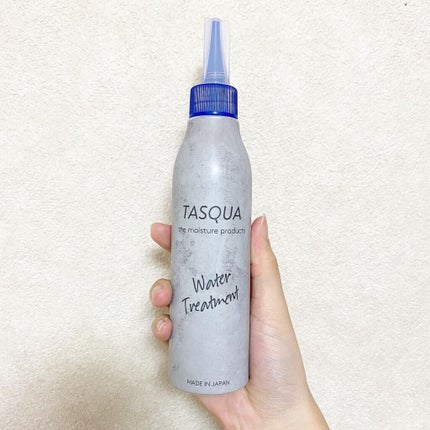 TASQUA
the moisture products
Water
Treatment
MADE IN JAPAN